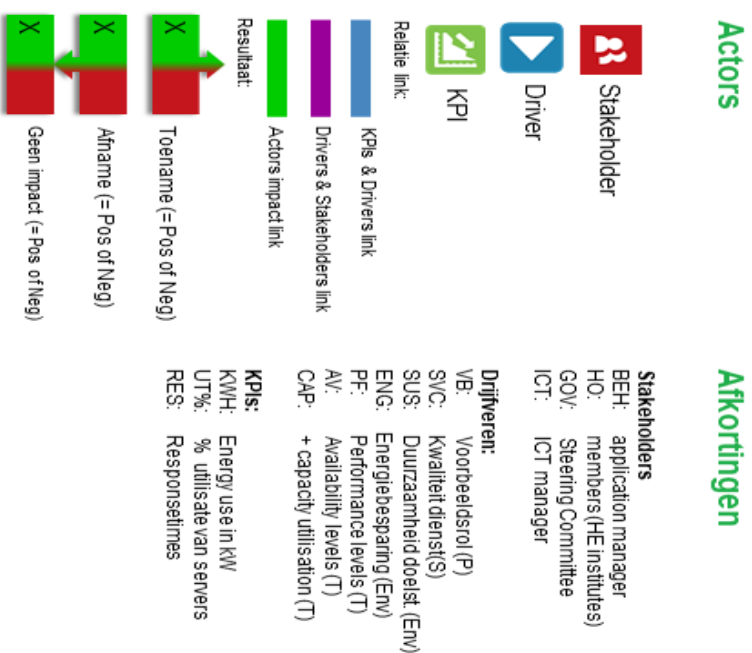 Actors
Stakeholder
Driver
KPI
Relatie link:
KPIs & Drivers link
Drivers & Stakeholders link
Actors impact link
Resultaat:
X Toename (= Pos of Neg)
X Afname (= Pos of Neg)
X Geen impact (= Pos of Neg)
Afkortingen
Stakeholders
BEH: application manager
HO: members (HE institutes)
GOV: Steering Committee
ICT: ICT manager
Drijfveren:
VB: Voorbeeldsrol (P)
SVC: Kwaliteit dienst(S)
SUS: Duurzaamheid doelst. (Env)
ENG: Energiebesparing (Env)
PF: Performance levels (T)
AV: Availability levels (T)
CAP: + capacity utilisation (T)
KPIs:
KWH: Energy use in kW
UT%: % utilisate van servers
RES: Responsetimes